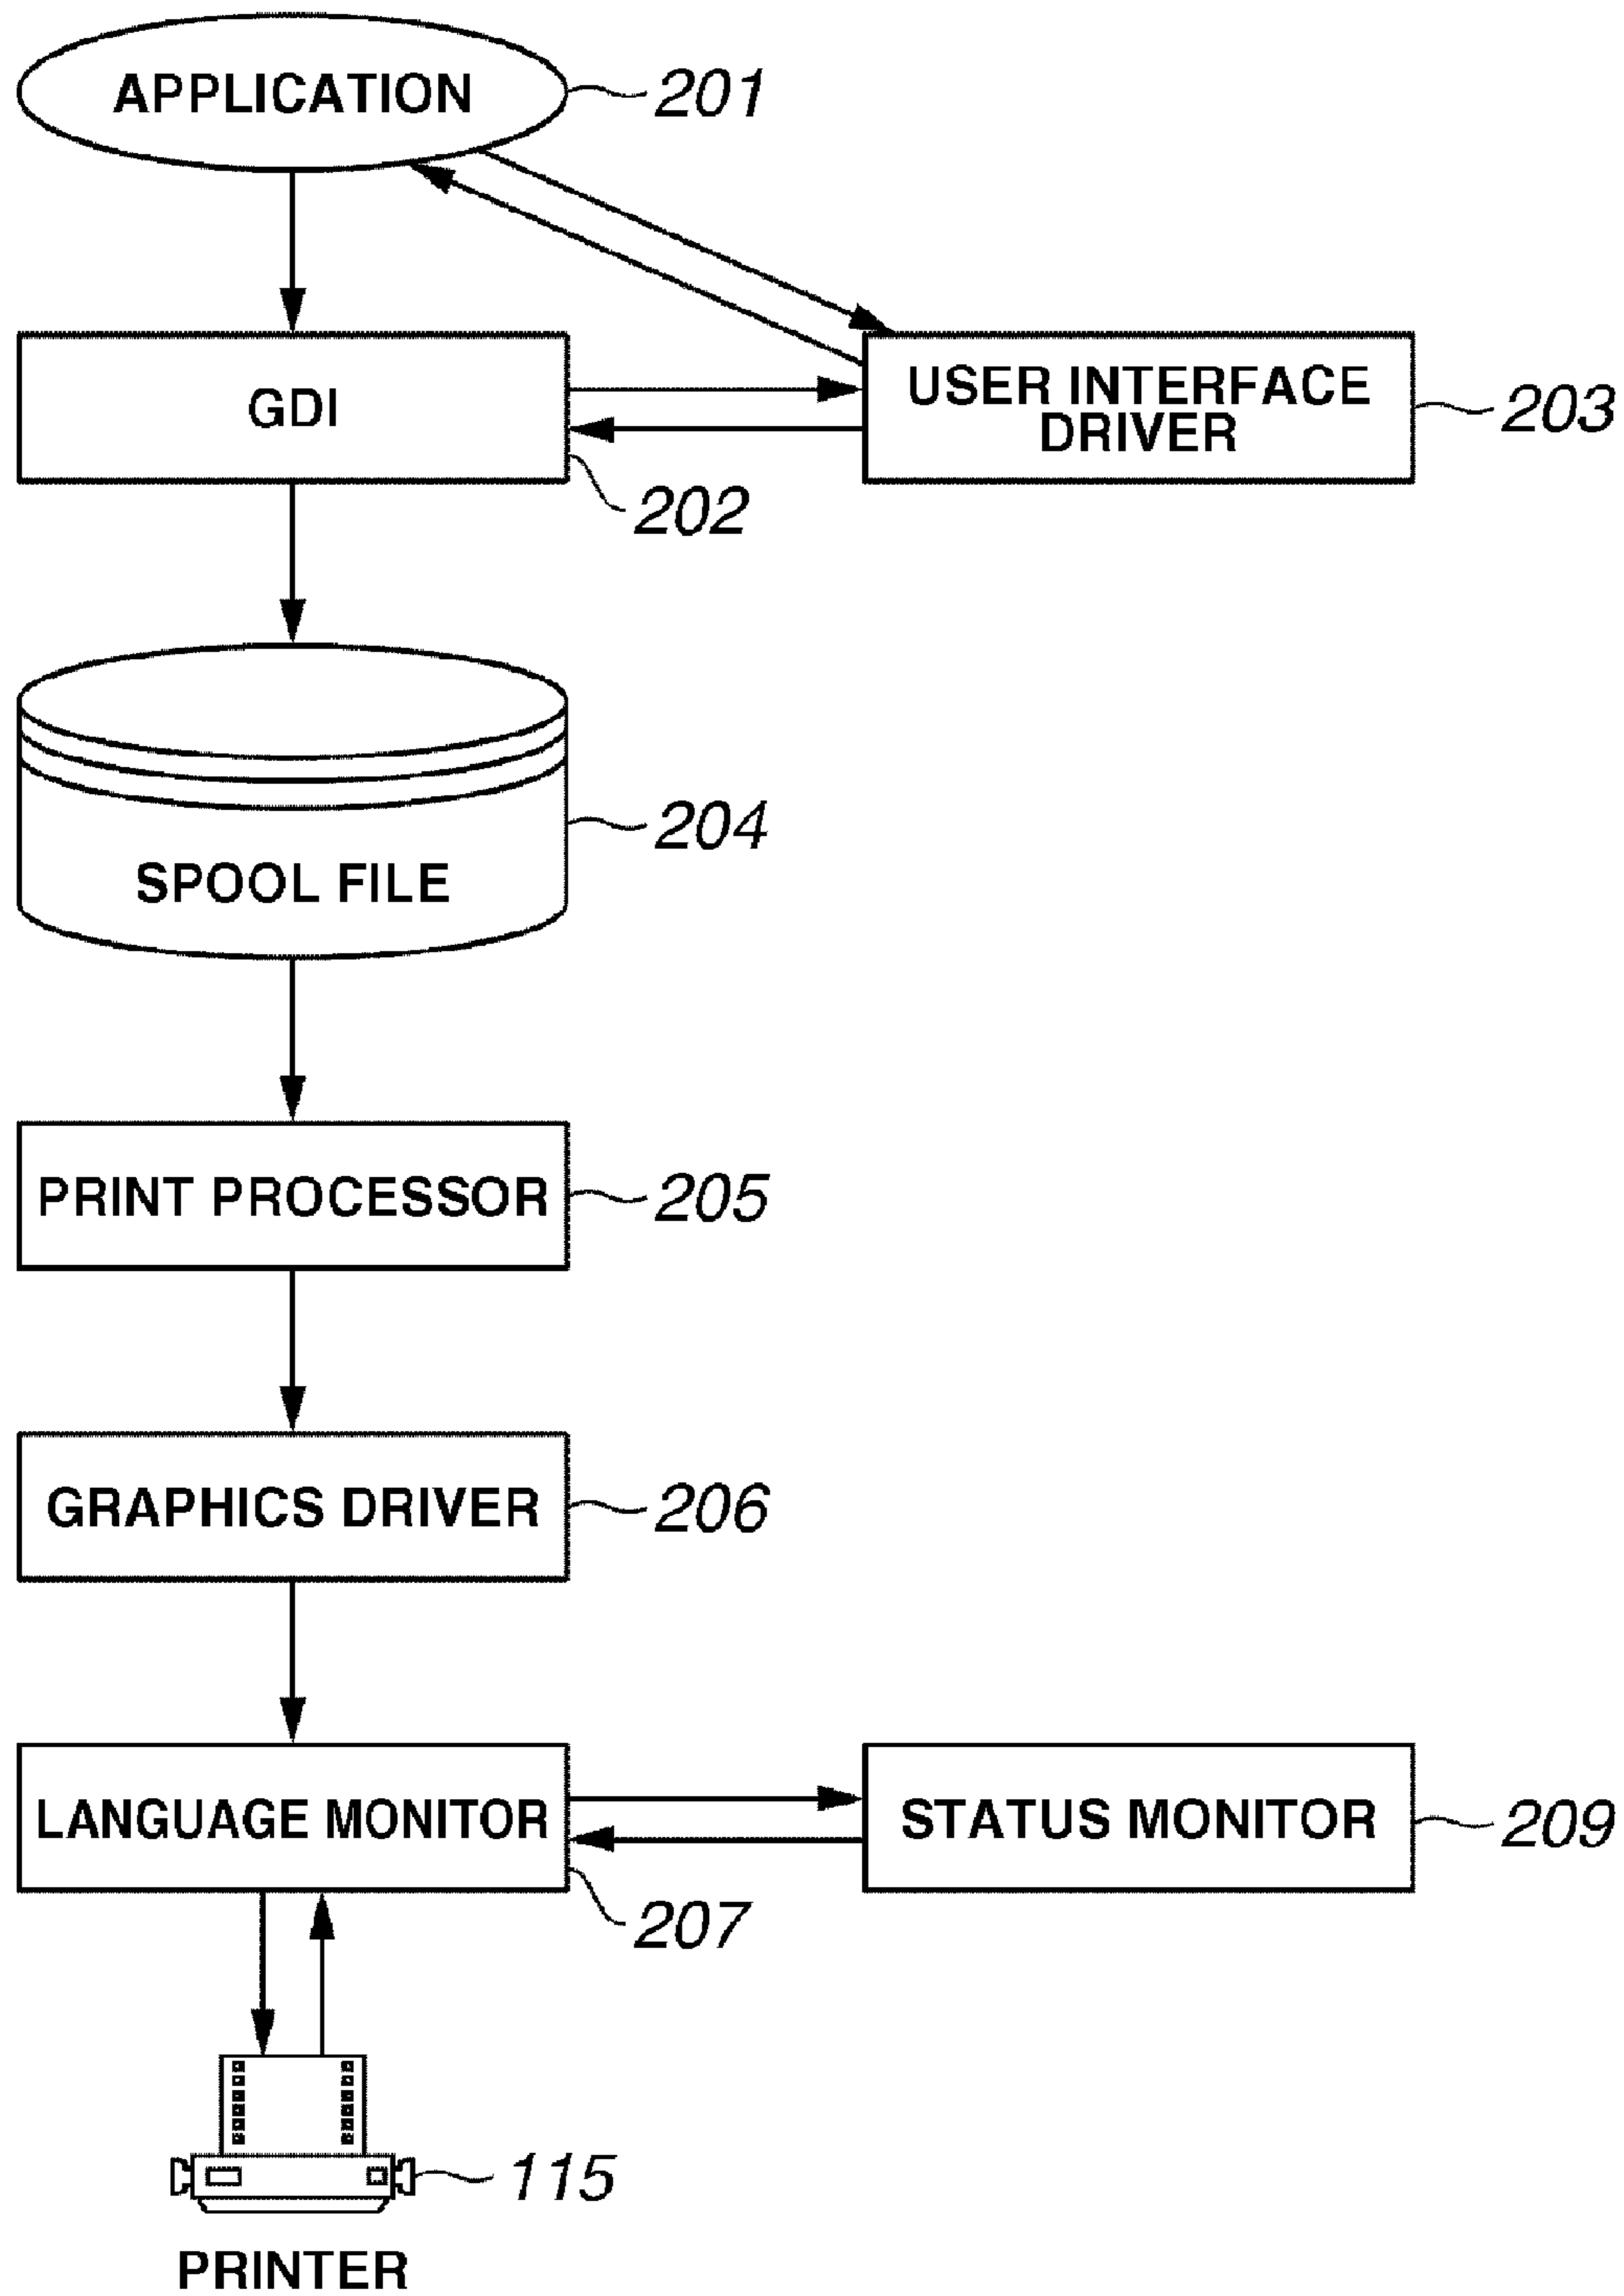 APPLICATION
201
GDI
202
USER INTERFACE
DRIVER
203
204
SPOOL FILE
PRINT PROCESSOR
205
GRAPHICS DRIVER
206
LANGUAGE MONITOR
207
STATUS MONITOR
209
115
PRINTER